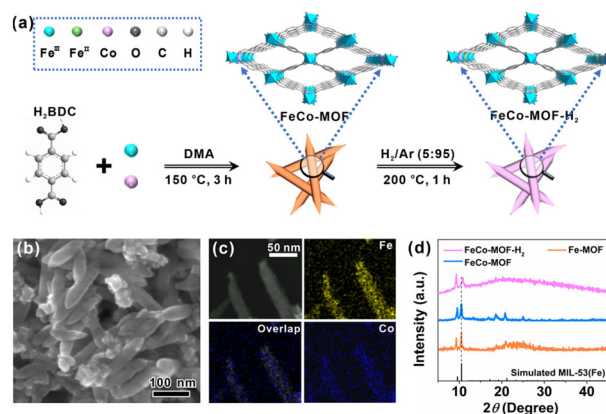 (a)
Fe^Ⅲ Fe^Ⅱ Co O C H
H₂BDC
FeCo-MOF
FeCo-MOF-H₂
DMA
150 °C, 3 h
H₂/Ar (5:95)
200 °C, 1 h
(b)
100 nm
(c)
50 nm
Fe
Overlap
Co
(d)
FeCo-MOF-H₂
Fe-MOF
FeCo-MOF
Intensity (a.u.)
Simulated MIL-53(Fe)
10 20 30 40
2θ (Degree)